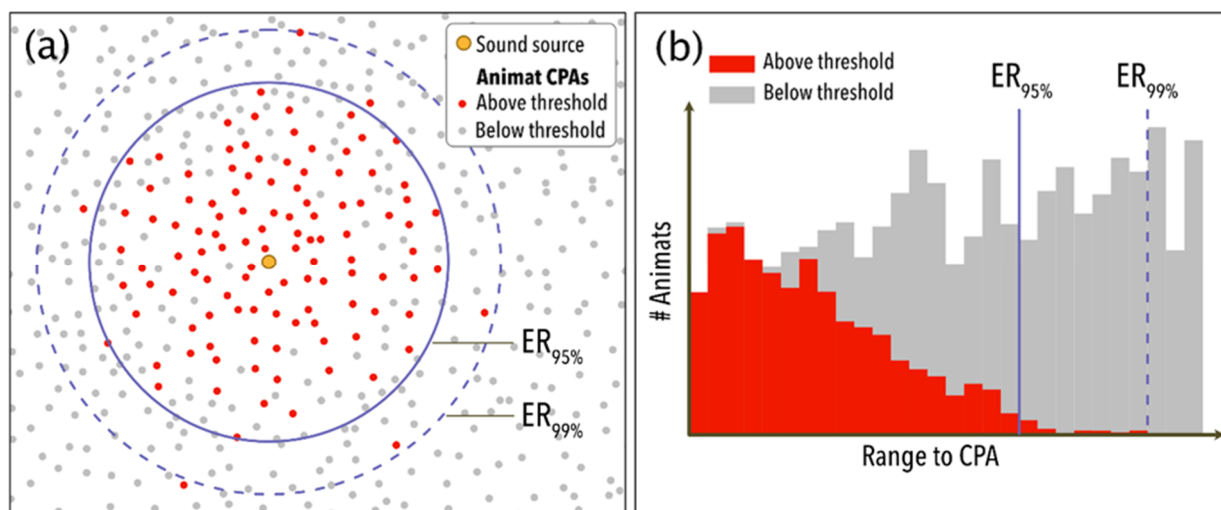 (a)
Sound source
Animat CPAs
Above threshold
Below threshold
ER95%
ER99%
(b)
Above threshold
Below threshold
ER95%
ER99%
# Animats
Range to CPA